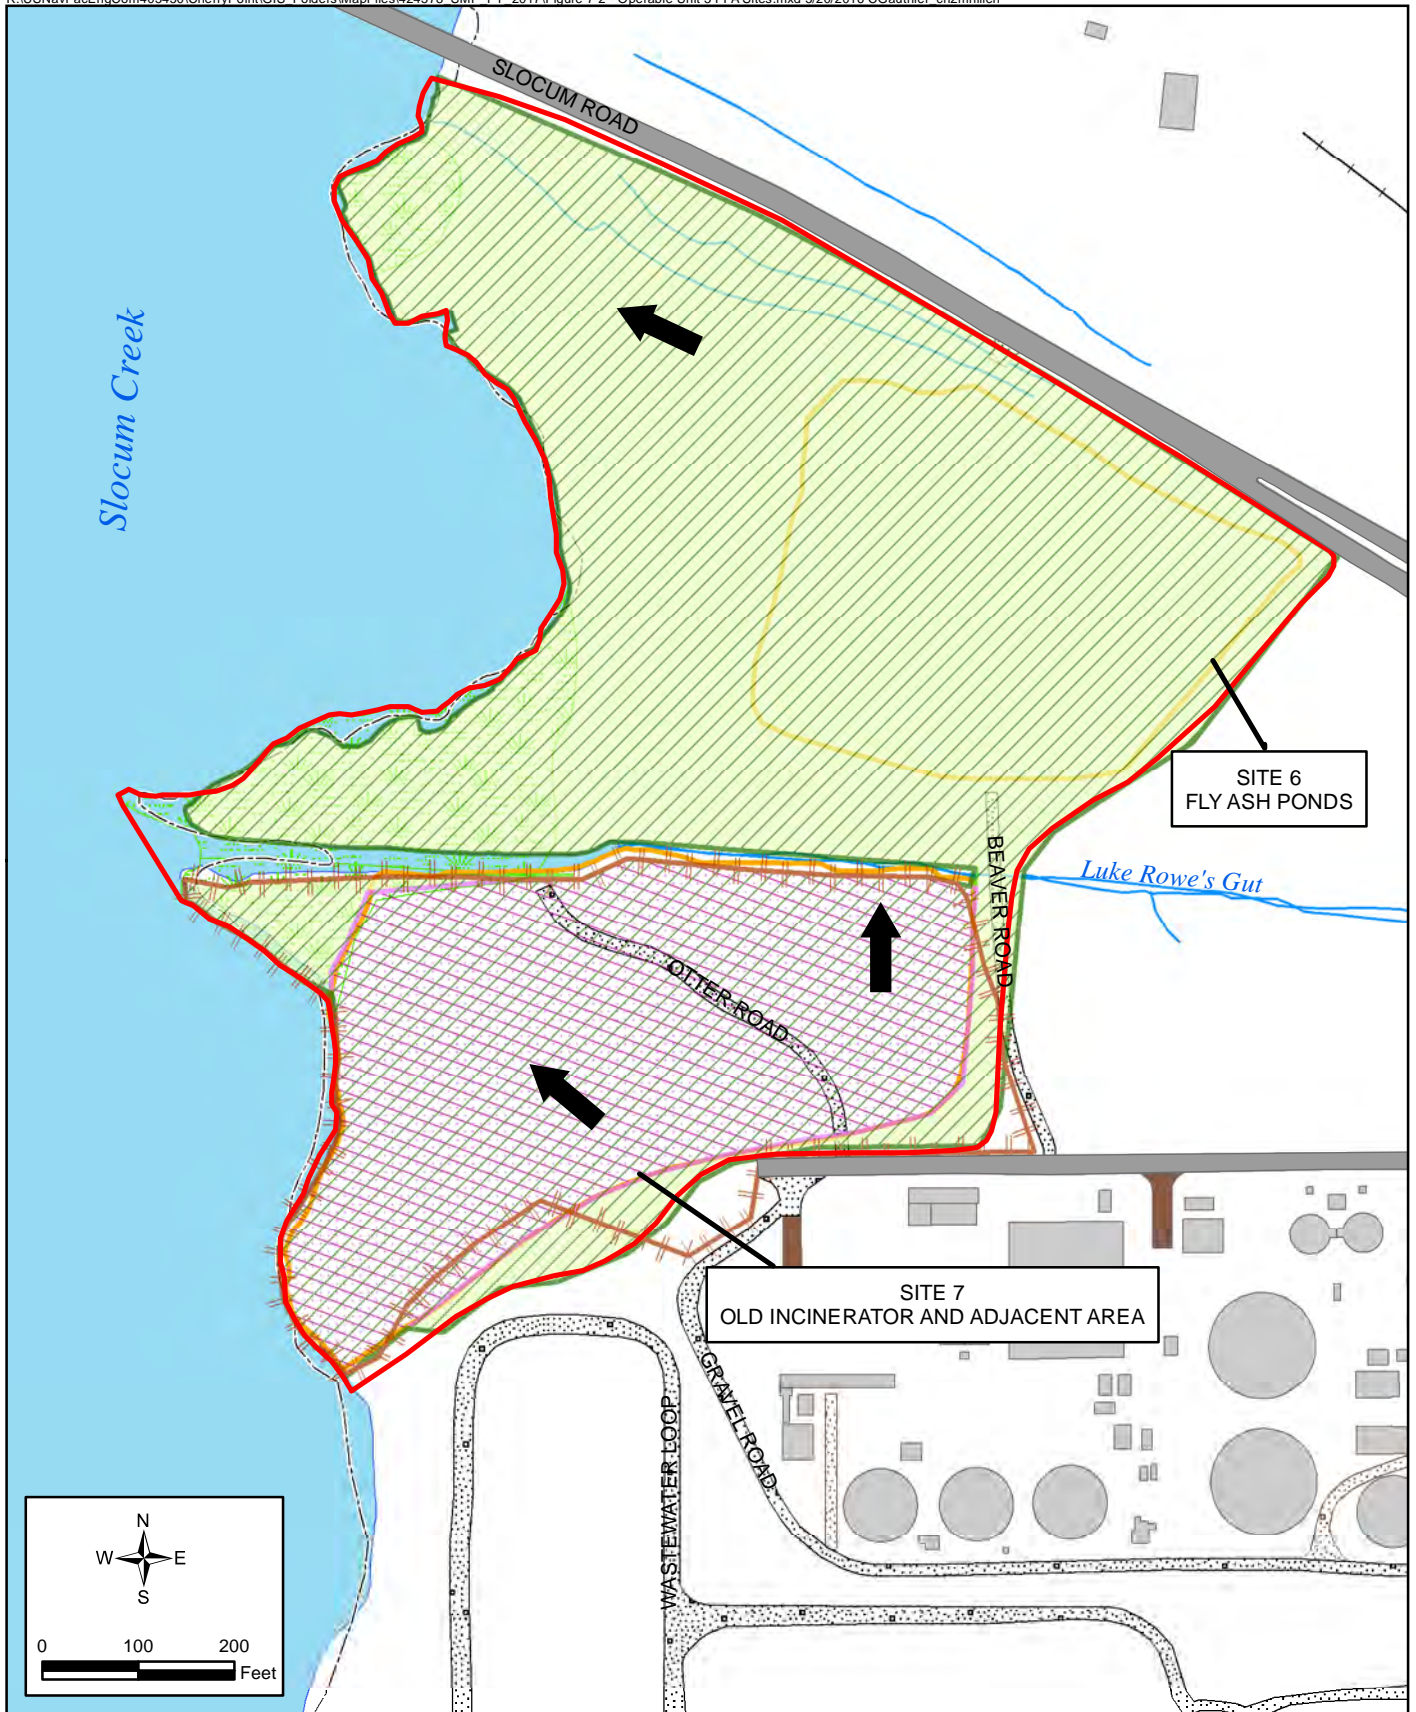 SLOCUM ROAD
Slocum Creek
SITE 6
FLY ASH PONDS
BEAVER ROAD
Luke Rowe's Gut
OTTER ROAD
SITE 7
OLD INCINERATOR AND ADJACENT AREA
GRAVEL ROAD
WASTEWATER LOOP
N
W E
S
0 100 200
Feet